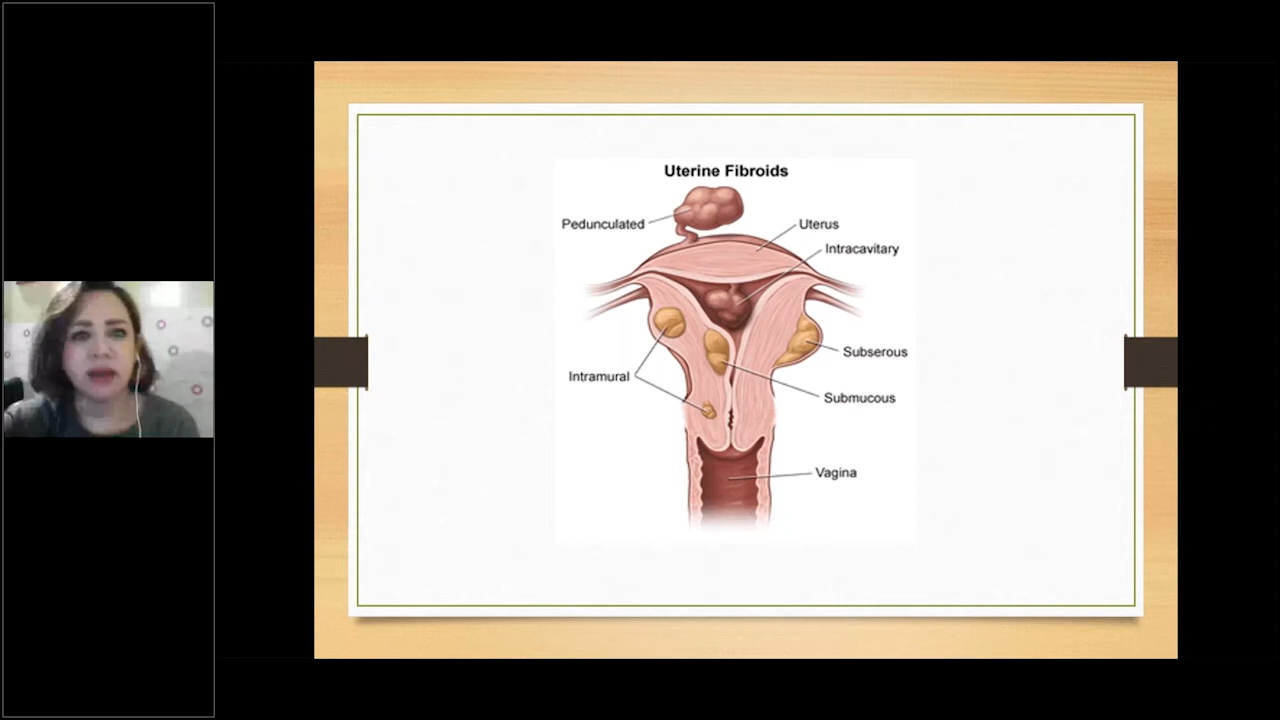 Uterine Fibroids
Pedunculated
Uterus
Intracavitary
Subserous
Intramural
Submucous
Vagina